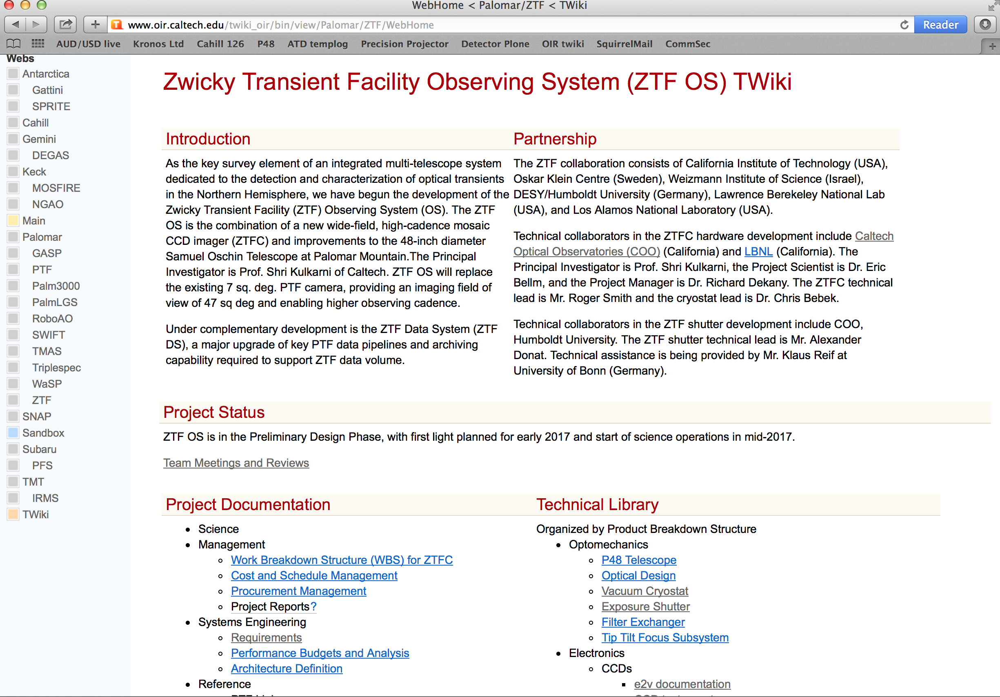 WebHome < Palomar/ZTF < TWiki
www.oir.caltech.edu/twiki_oir/bin/view/Palomar/ZTF/WebHome
Reader
AUD/USD live Kronos Ltd Cahill 126 P48 ATD templog Precision Projector Detector Plone OIR twiki SquirrelMail CommSec
Webs
Antarctica
Gattini
SPRITE
Cahill
Gemini
DEGAS
Keck
MOSFIRE
NGAO
Main
Palomar
GASP
PTF
Palm3000
PalmLGS
RoboAO
SWIFT
TMAS
Triplespec
WaSP
ZTF
SNAP
Sandbox
Subaru
PFS
TMT
IRMS
TWiki
Zwicky Transient Facility Observing System (ZTF OS) TWiki
Introduction
As the key survey element of an integrated multi-telescope system
dedicated to the detection and characterization of optical transients
in the Northern Hemisphere, we have begun the development of the
Zwicky Transient Facility (ZTF) Observing System (OS). The ZTF
OS is the combination of a new wide-field, high-cadence mosaic
CCD imager (ZTFC) and improvements to the 48-inch diameter
Samuel Oschin Telescope at Palomar Mountain.The Principal
Investigator is Prof. Shri Kulkarni of Caltech. ZTF OS will replace
the existing 7 sq. deg. PTF camera, providing an imaging field of
view of 47 sq deg and enabling higher observing cadence.
Under complementary development is the ZTF Data System (ZTF
DS), a major upgrade of key PTF data pipelines and archiving
capability required to support ZTF data volume.
Partnership
The ZTF collaboration consists of California Institute of Technology (USA),
Oskar Klein Centre (Sweden), Weizmann Institute of Science (Israel),
DESY/Humboldt University (Germany), Lawrence Berekeley National Lab
(USA), and Los Alamos National Laboratory (USA).
Technical collaborators in the ZTFC hardware development include Caltech
Optical Observatories (COO) (California) and LBNL (California). The
Principal Investigator is Prof. Shri Kulkarni, the Project Scientist is Dr. Eric
Bellm, and the Project Manager is Dr. Richard Dekany. The ZTFC technical
lead is Mr. Roger Smith and the cryostat lead is Dr. Chris Bebek.
Technical collaborators in the ZTF shutter development include COO,
Humboldt University. The ZTF shutter technical lead is Mr. Alexander
Donat. Technical assistance is being provided by Mr. Klaus Reif at
University of Bonn (Germany).
Project Status
ZTF OS is in the Preliminary Design Phase, with first light planned for early 2017 and start of science operations in mid-2017.
Team Meetings and Reviews
Project Documentation
Science
Management
Work Breakdown Structure (WBS) for ZTFC
Cost and Schedule Management
Procurement Management
Project Reports?
Systems Engineering
Requirements
Performance Budgets and Analysis
Architecture Definition
Reference
Technical Library
Organized by Product Breakdown Structure
Optomechanics
P48 Telescope
Optical Design
Vacuum Cryostat
Exposure Shutter
Filter Exchanger
Tip Tilt Focus Subsystem
Electronics
CCDs
e2v documentation